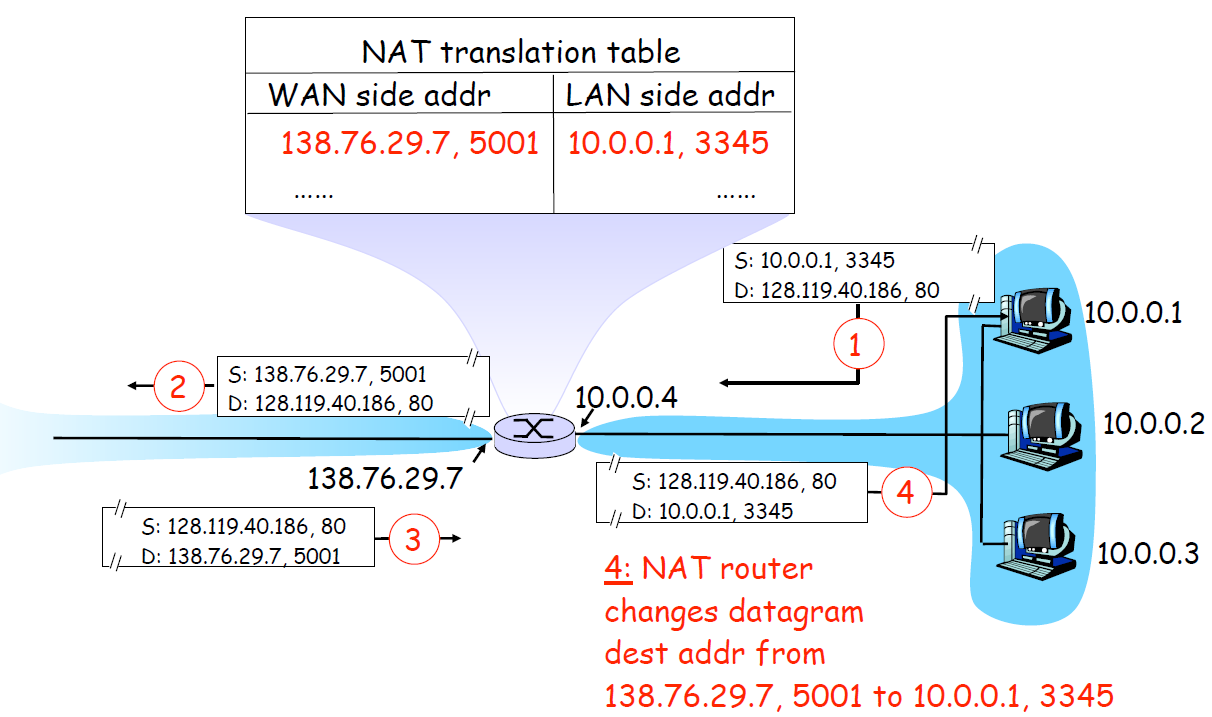 NAT translation table
WAN side addr
LAN side addr
138.76.29.7, 5001
10.0.0.1, 3345
......
......
S: 10.0.0.1, 3345
D: 128.119.40.186, 80
10.0.0.1
1
S: 138.76.29.7, 5001
D: 128.119.40.186, 80
2
10.0.0.4
10.0.0.2
138.76.29.7
S: 128.119.40.186, 80
D: 10.0.0.1, 3345
4
S: 128.119.40.186, 80
D: 138.76.29.7, 5001
3
10.0.0.3
4: NAT router
changes datagram
dest addr from
138.76.29.7, 5001 to 10.0.0.1, 3345